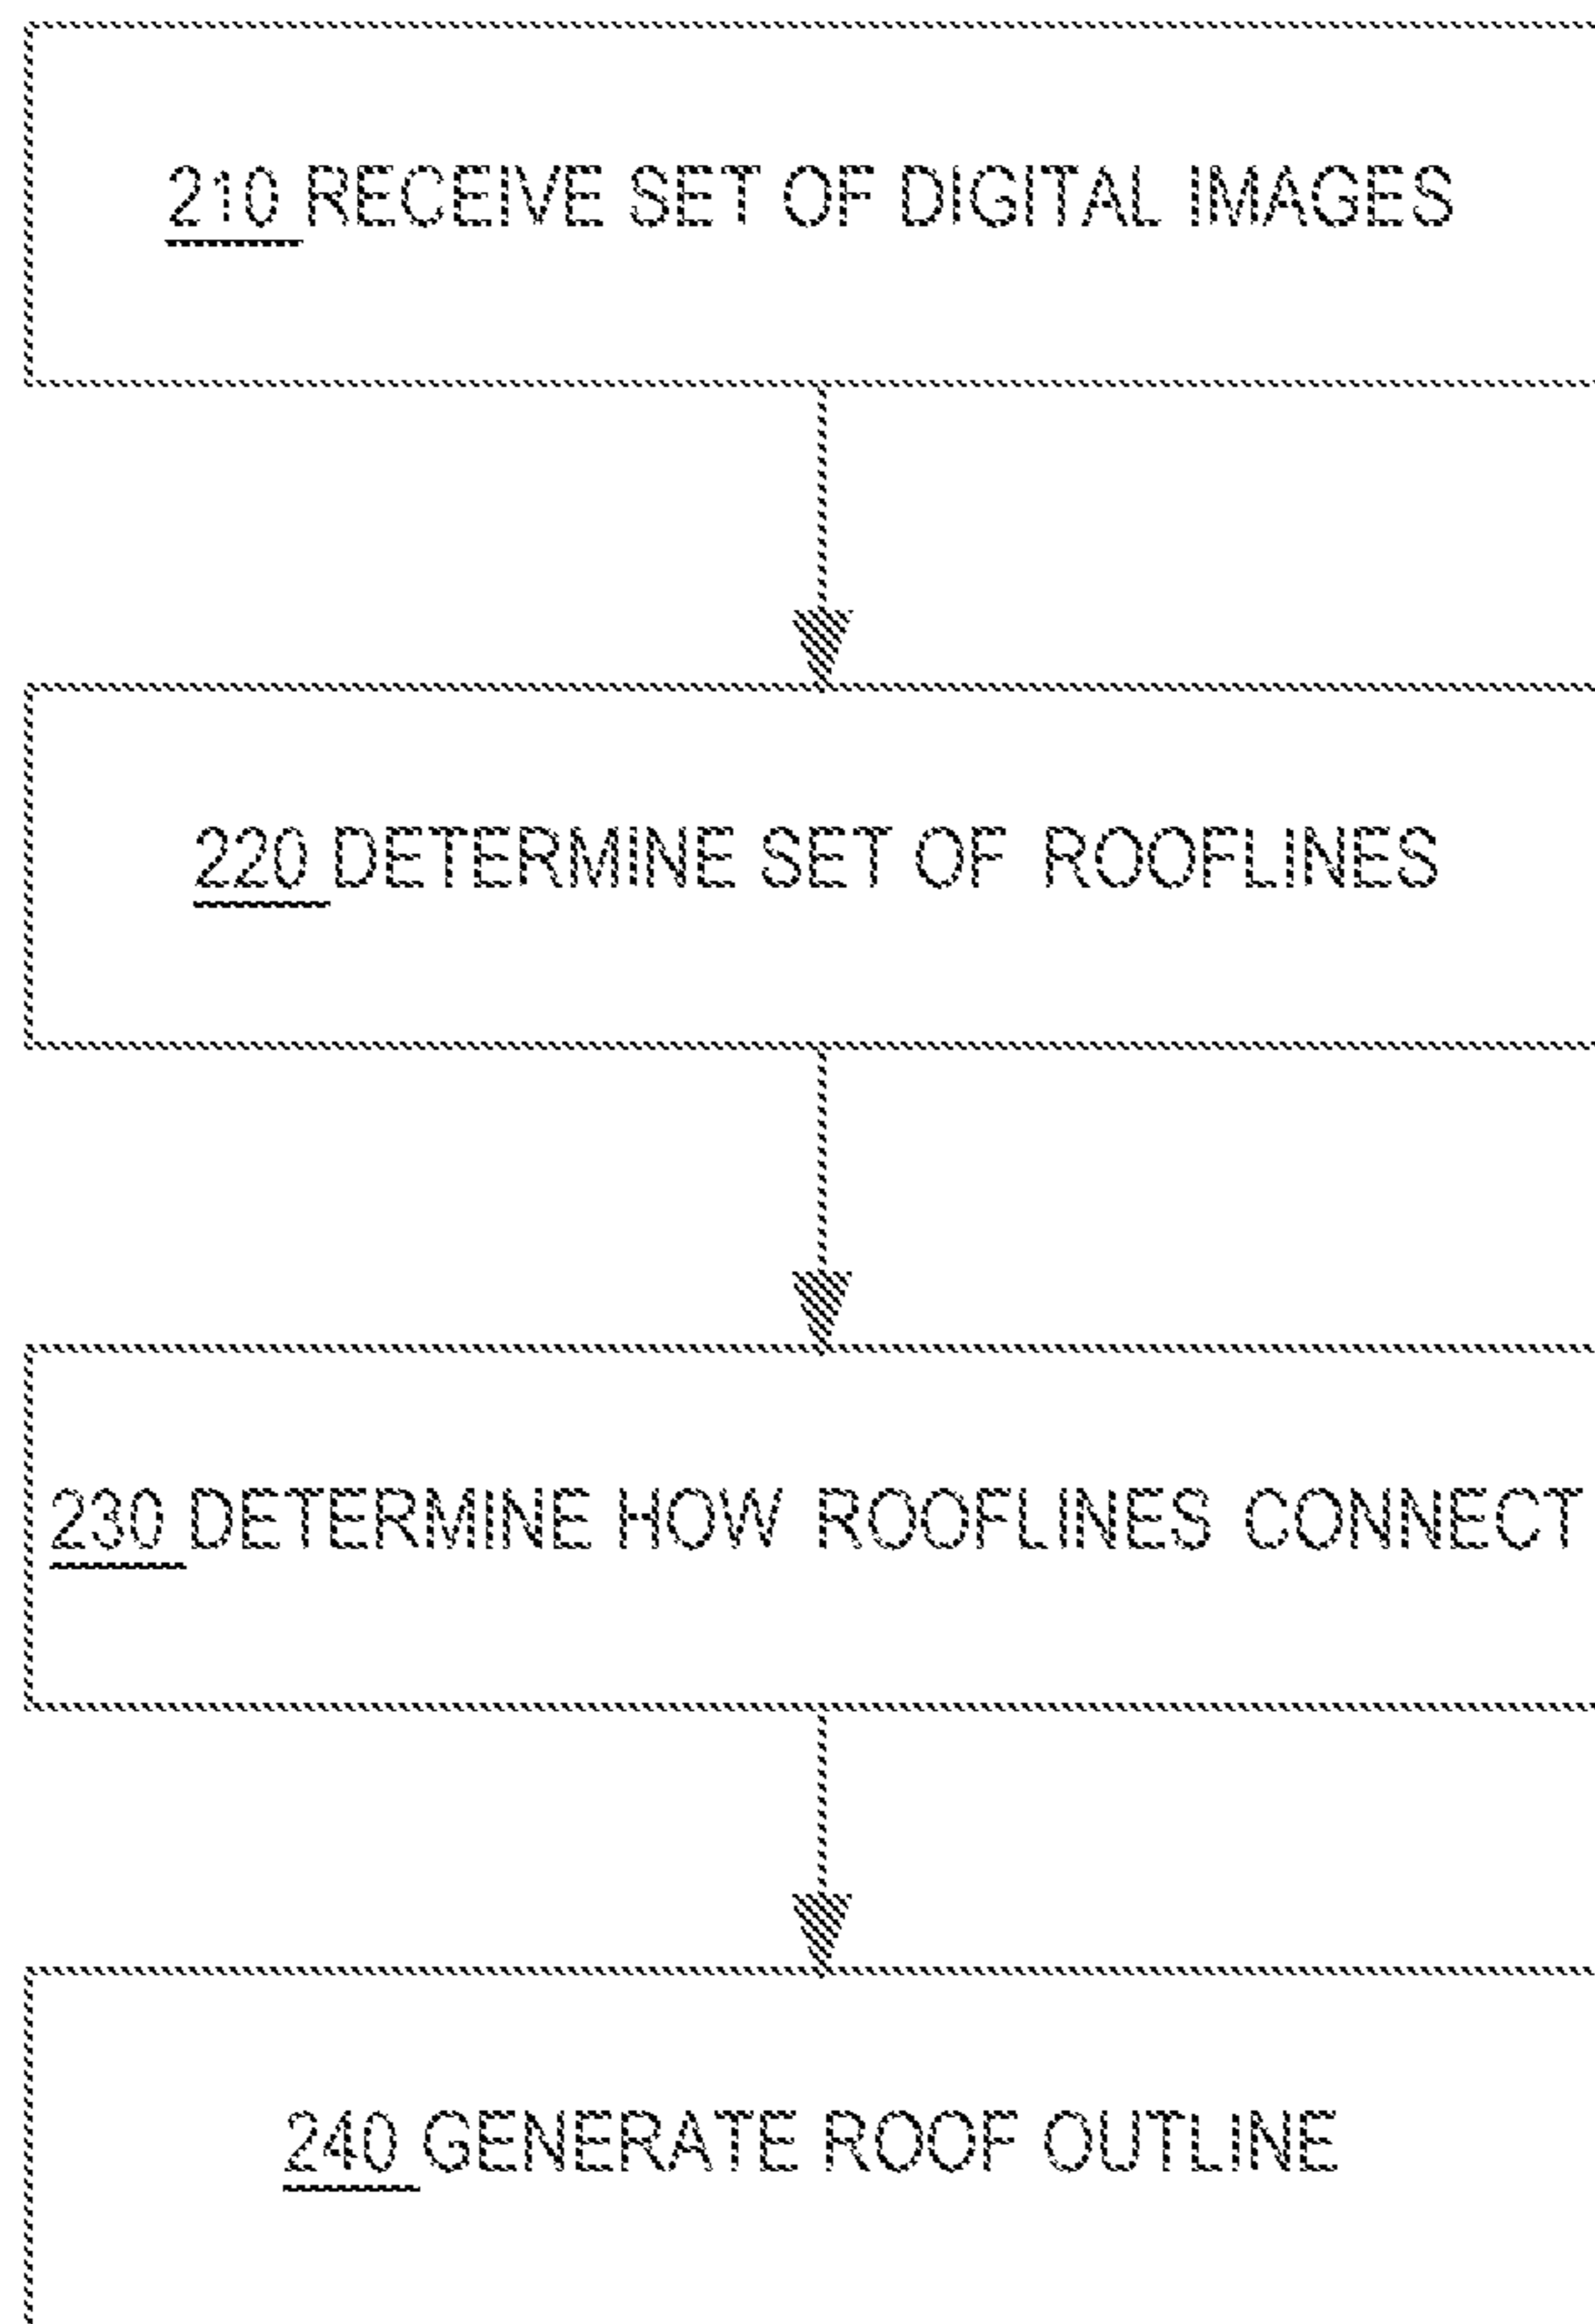 210 RECEIVE SET OF DIGITAL IMAGES
220 DETERMINE SET OF ROOFLINES
230 DETERMINE HOW ROOFLINES CONNECT
240 GENERATE ROOF OUTLINE